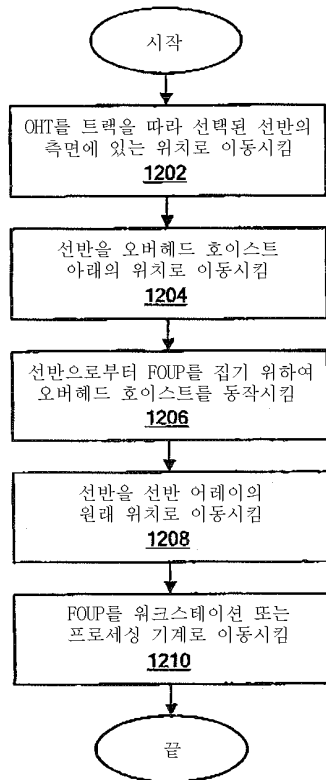 시작
OHT를 트랙을 따라 선택된 선반의
측면에 있는 위치로 이동시킴
1202
선반을 오버헤드 호이스트
아래의 위치로 이동시킴
1204
선반으로부터 FOUP를 집기 위하여
오버헤드 호이스트를 동작시킴
1206
선반을 선반 어레이의
원래 위치로 이동시킴
1208
FOUP를 워크스테이션 또는
프로세싱 기계로 이동시킴
1210
끝